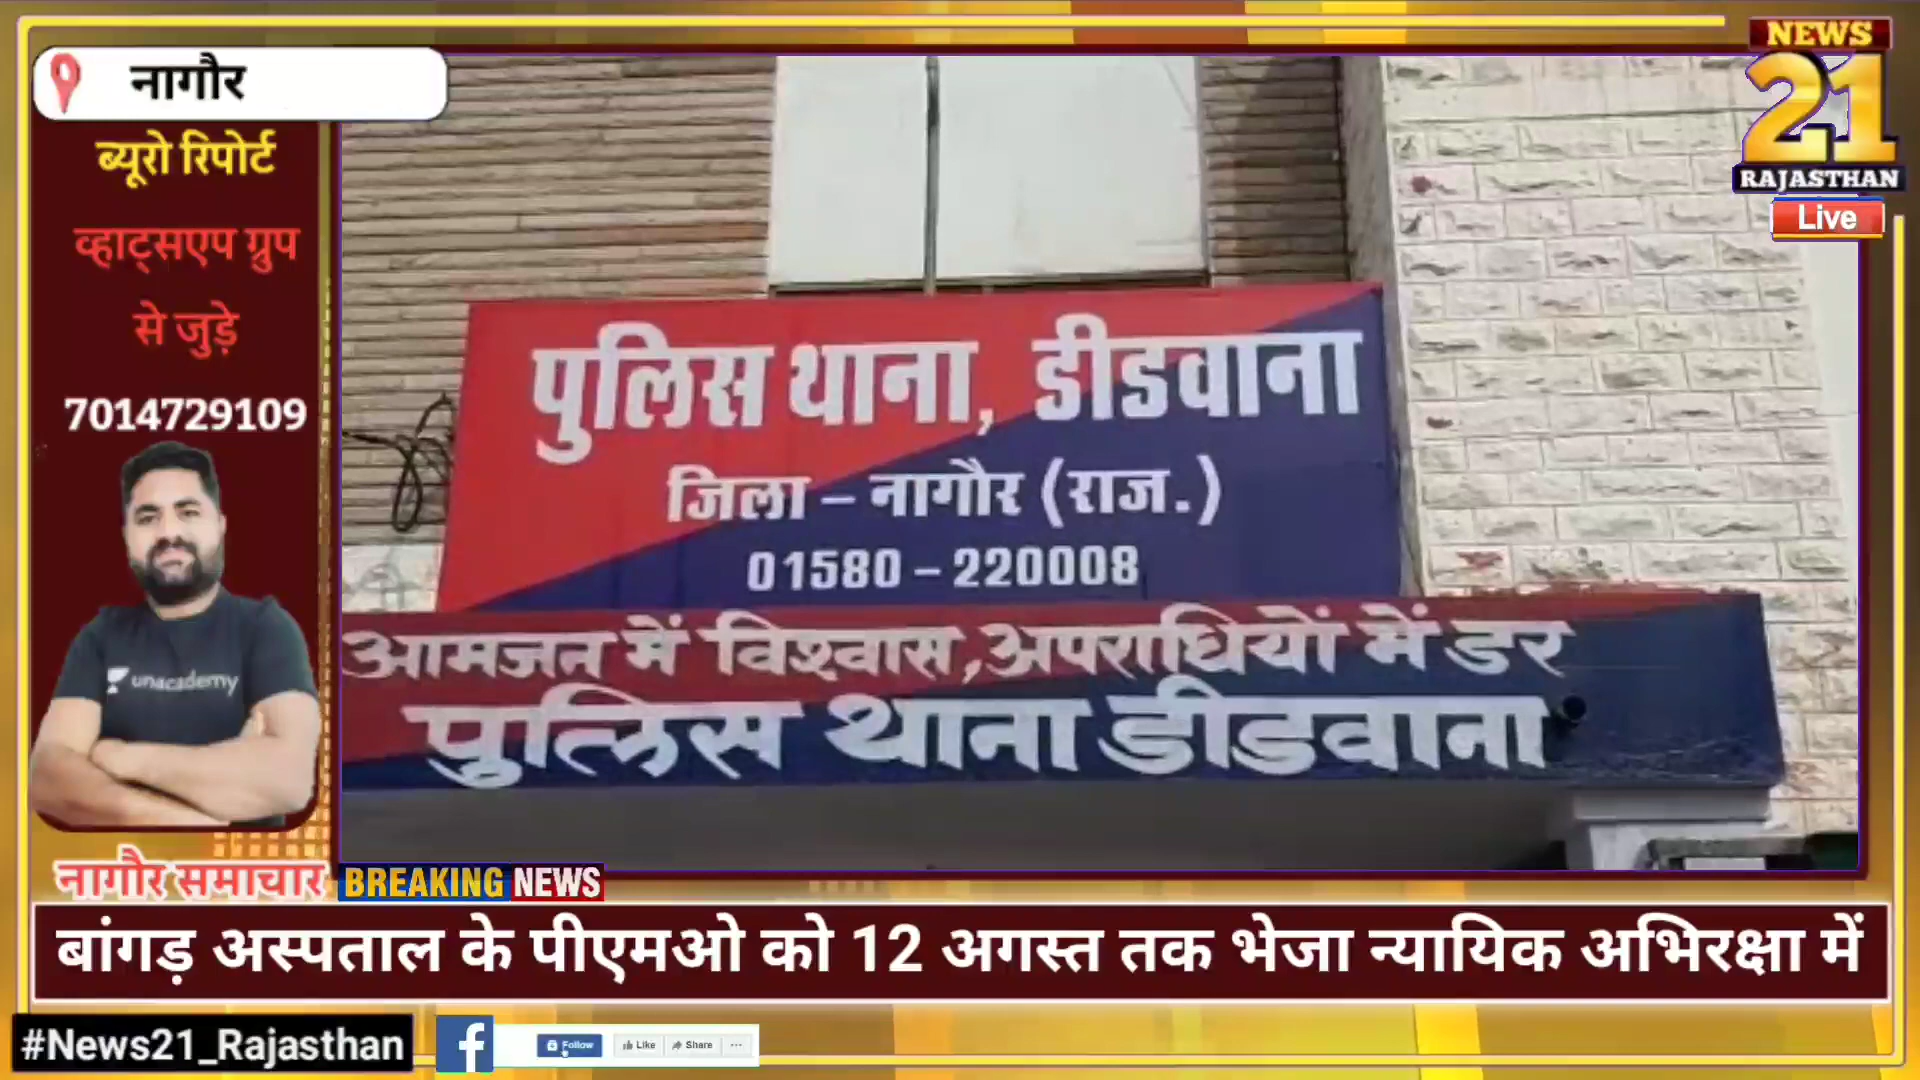 नागौर
NEWS
21
RAJASTHAN
Live
ब्यूरो रिपोर्ट
व्हाट्सएप ग्रुप
से जुड़े
7014729109
unacademy
पुलिस थाना, डीडवाना
जिला – नागौर (राज.)
01580 – 220008
आमजन में विश्वास,अपराधियों में डर
पुलिस थाना डीडवाना
नागौर समाचार
BREAKING NEWS
बांगड़ अस्पताल के पीएमओ को 12 अगस्त तक भेजा न्यायिक अभिरक्षा में
#News21_Rajasthan
f Follow Like Share ...